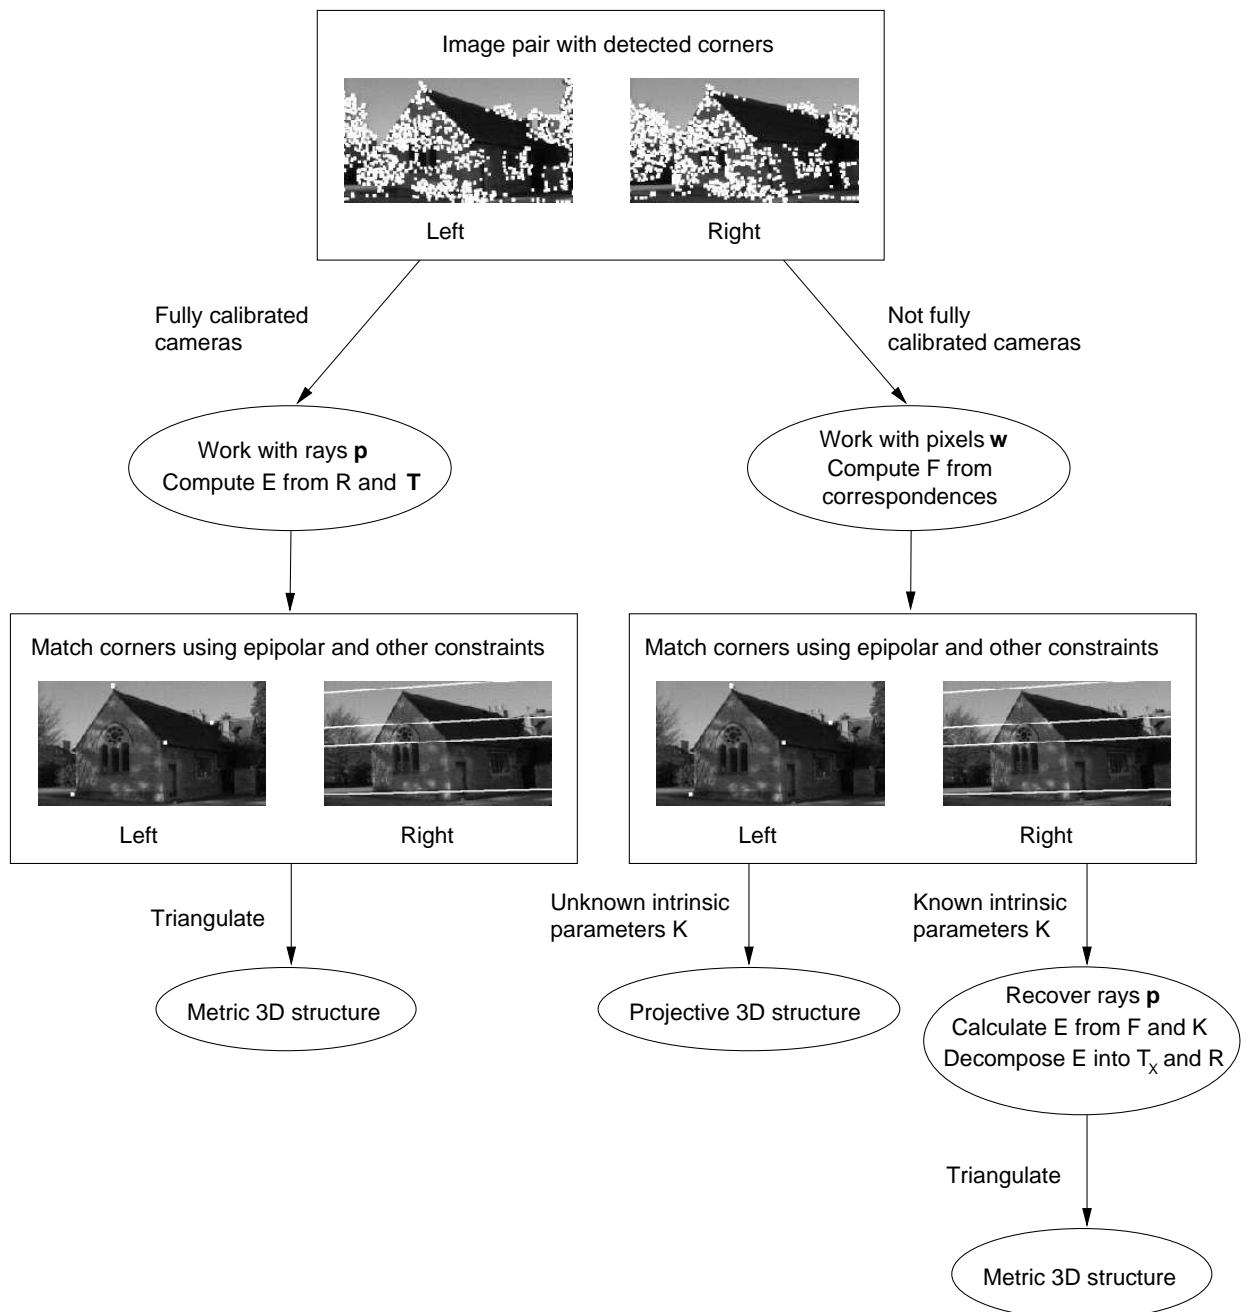 Image pair with detected corners
Left
Right
Fully calibrated
cameras
Not fully
calibrated cameras
Work with rays p
Compute E from R and T
Work with pixels w
Compute F from
correspondences
Match corners using epipolar and other constraints
Left
Right
Match corners using epipolar and other constraints
Left
Right
Triangulate
Unknown intrinsic
parameters K
Known intrinsic
parameters K
Metric 3D structure
Projective 3D structure
Recover rays p
Calculate E from F and K
Decompose E into Tx and R
Triangulate
Metric 3D structure